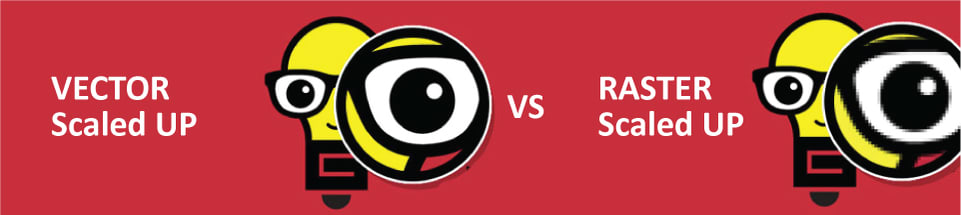 VECTOR
Scaled UP
VS
RASTER
Scaled UP